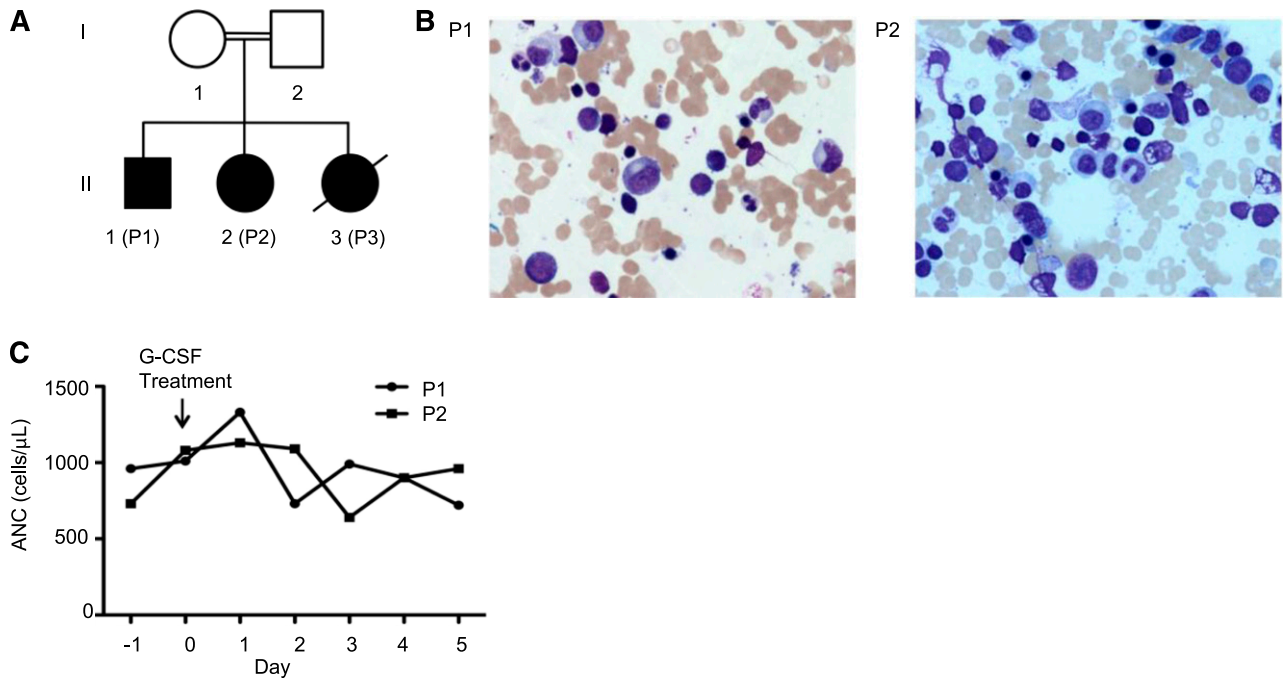 A
I
1
2
II
1 (P1)
2 (P2)
3 (P3)
B
P1
P2
C
G-CSF
Treatment
P1
P2
ANC (cells/μL)
1500
1000
500
0
-1
0
1
2
3
4
5
Day